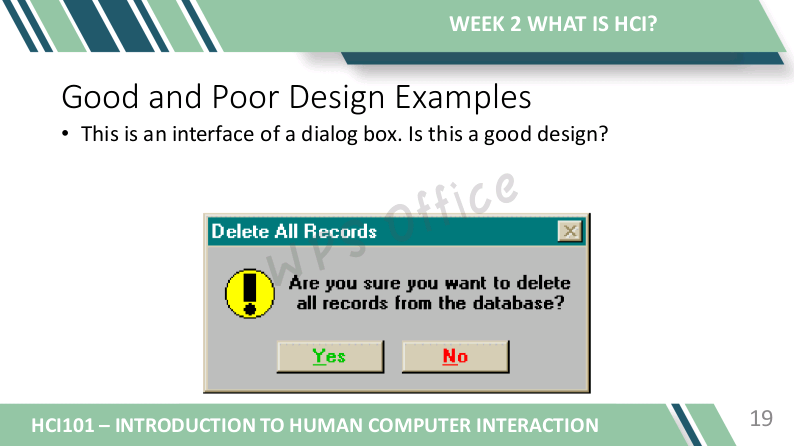 WEEK 2 WHAT IS HCI?
Good and Poor Design Examples
• This is an interface of a dialog box. Is this a good design?
WPS Office
Delete All Records
Are you sure you want to delete
all records from the database?
Yes No
HCI101 – INTRODUCTION TO HUMAN COMPUTER INTERACTION
19